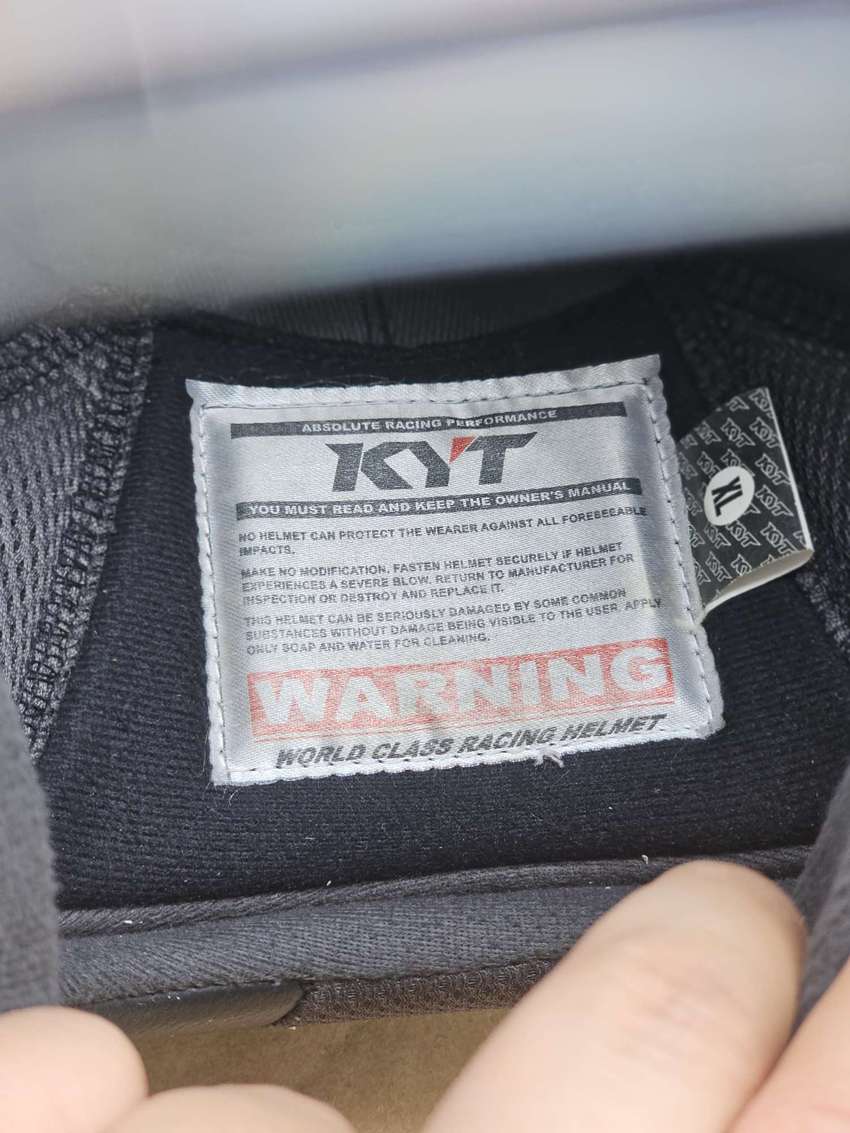 ABSOLUTE RACING PERFORMANCE
KYT
YOU MUST READ AND KEEP THE OWNER'S MANUAL
NO HELMET CAN PROTECT THE WEARER AGAINST ALL FORESEEABLE
IMPACTS.
MAKE NO MODIFICATION. FASTEN HELMET SECURELY IF HELMET
EXPERIENCES A SEVERE BLOW. RETURN TO MANUFACTURER FOR
INSPECTION OR DESTROY AND REPLACE IT.
THIS HELMET CAN BE SERIOUSLY DAMAGED BY SOME COMMON
SUBSTANCES WITHOUT DAMAGE BEING VISIBLE TO THE USER. APPLY
ONLY SOAP AND WATER FOR CLEANING.
WARNING
WORLD CLASS RACING HELMET
KYT
XL